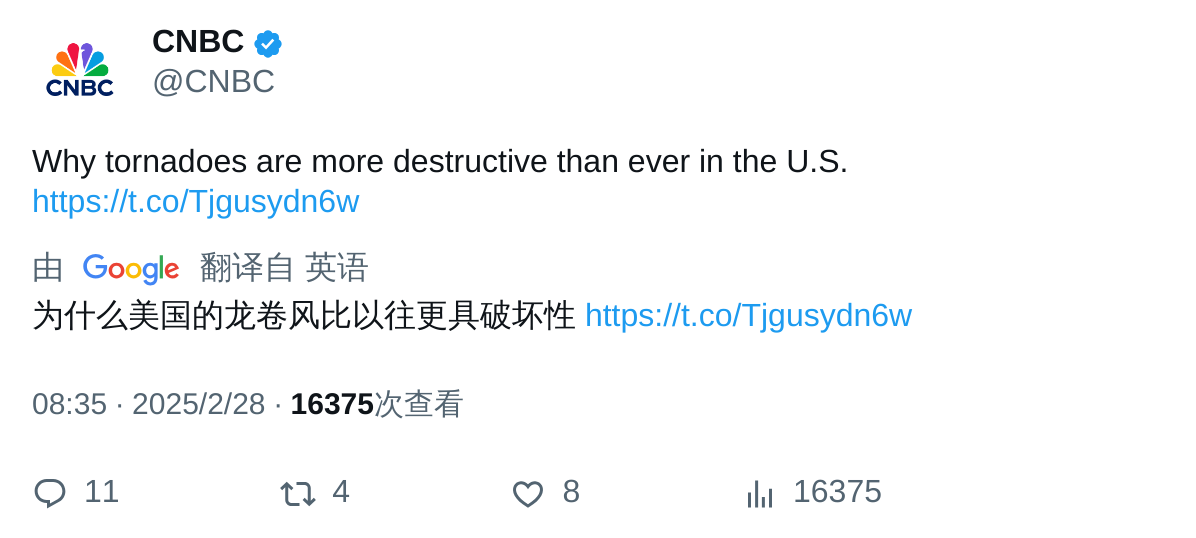 CNBC
CNBC
@CNBC
Why tornadoes are more destructive than ever in the U.S.
https://t.co/Tjgusydn6w
由 Google 翻译自 英语
为什么美国的龙卷风比以往更具破坏性 https://t.co/Tjgusydn6w
08:35 · 2025/2/28 · 16375次查看
11 4 8 16375